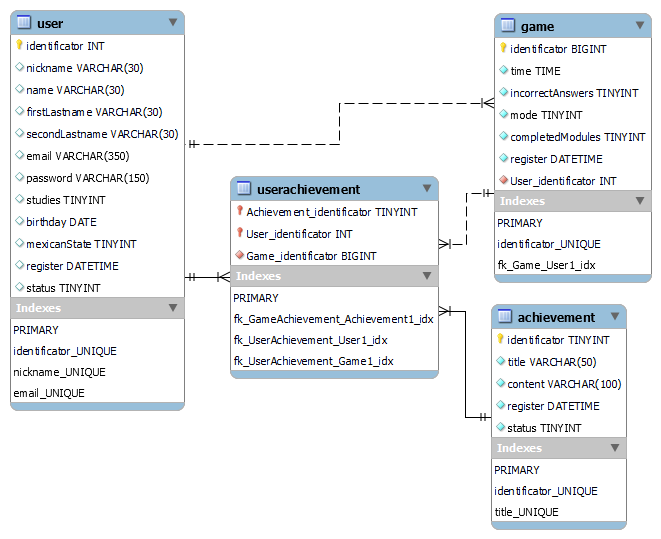 user
identificator INT
nickname VARCHAR(30)
name VARCHAR(30)
firstLastname VARCHAR(30)
secondLastname VARCHAR(30)
email VARCHAR(350)
password VARCHAR(150)
studies TINYINT
birthday DATE
mexicanState TINYINT
register DATETIME
status TINYINT
Indexes
PRIMARY
identificator_UNIQUE
nickname_UNIQUE
email_UNIQUE
userachievement
Achievement_identificator TINYINT
User_identificator INT
Game_identificator BIGINT
Indexes
PRIMARY
fk_GameAchievement_Achievement1_idx
fk_UserAchievement_User1_idx
fk_UserAchievement_Game1_idx
game
identificator BIGINT
time TIME
incorrectAnswers TINYINT
mode TINYINT
completedModules TINYINT
register DATETIME
User_identificator INT
Indexes
PRIMARY
identificator_UNIQUE
fk_Game_User1_idx
achievement
identificator TINYINT
title VARCHAR(50)
content VARCHAR(100)
register DATETIME
status TINYINT
Indexes
PRIMARY
identificator_UNIQUE
title_UNIQUE